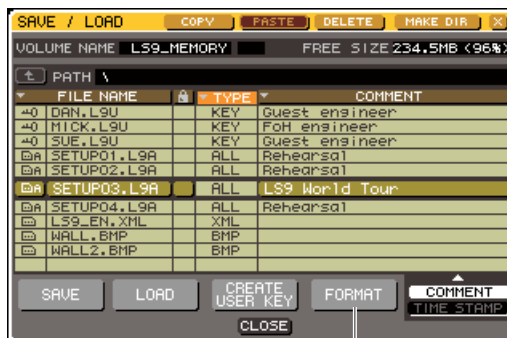 SAVE / LOAD COPY PASTE DELETE MAKE DIR X
VOLUME NAME LS9_MEMORY FREE SIZE 234.5MB (96%)
PATH \
FILE NAME TYPE COMMENT
DAN.L9U KEY Guest engineer
MICK.L9U KEY FoH engineer
SUE.L9U KEY Guest engineer
SETUP01.L9A ALL Rehearsal
SETUP02.L9A ALL Rehearsal
SETUP03.L9A ALL LS9 World Tour
SETUP04.L9A ALL Rehearsal
LS9_EN.XML XML
WALL.BMP BMP
WALL2.BMP BMP
SAVE LOAD CREATE USER KEY FORMAT COMMENT
TIME STAMP
CLOSE